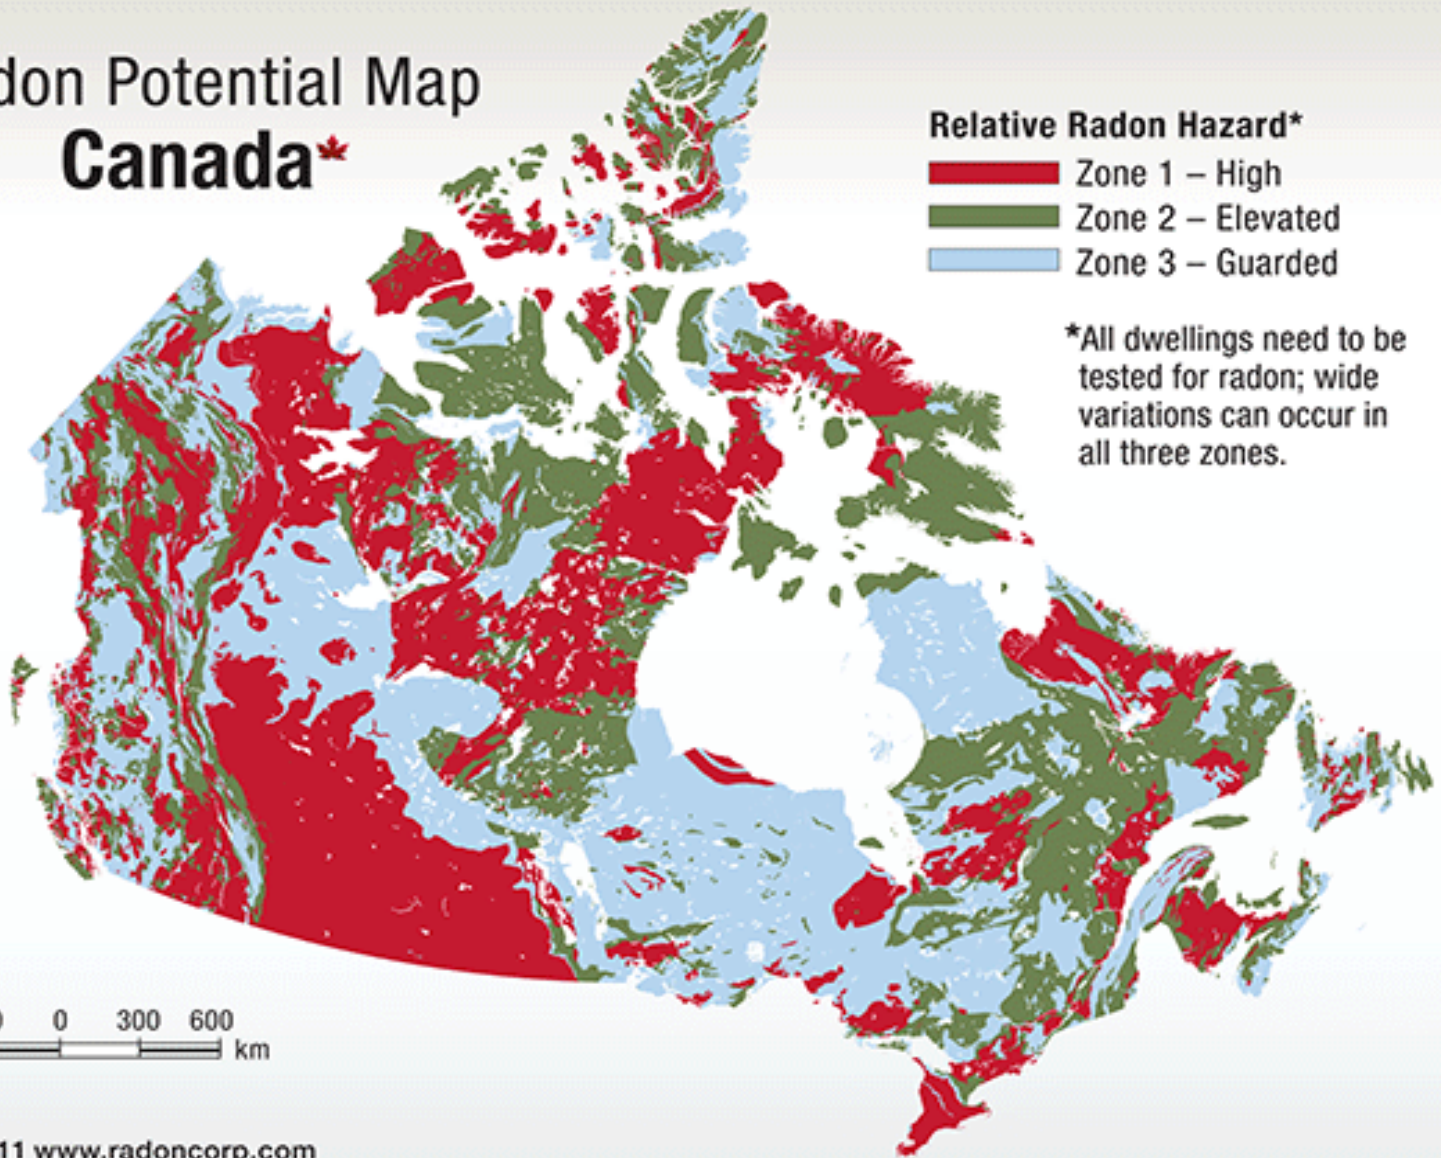 don Potential Map
Canada
Relative Radon Hazard*
Zone 1 – High
Zone 2 – Elevated
Zone 3 – Guarded
*All dwellings need to be
tested for radon; wide
variations can occur in
all three zones.
0 0 300 600
km
11 www.radoncorp.com